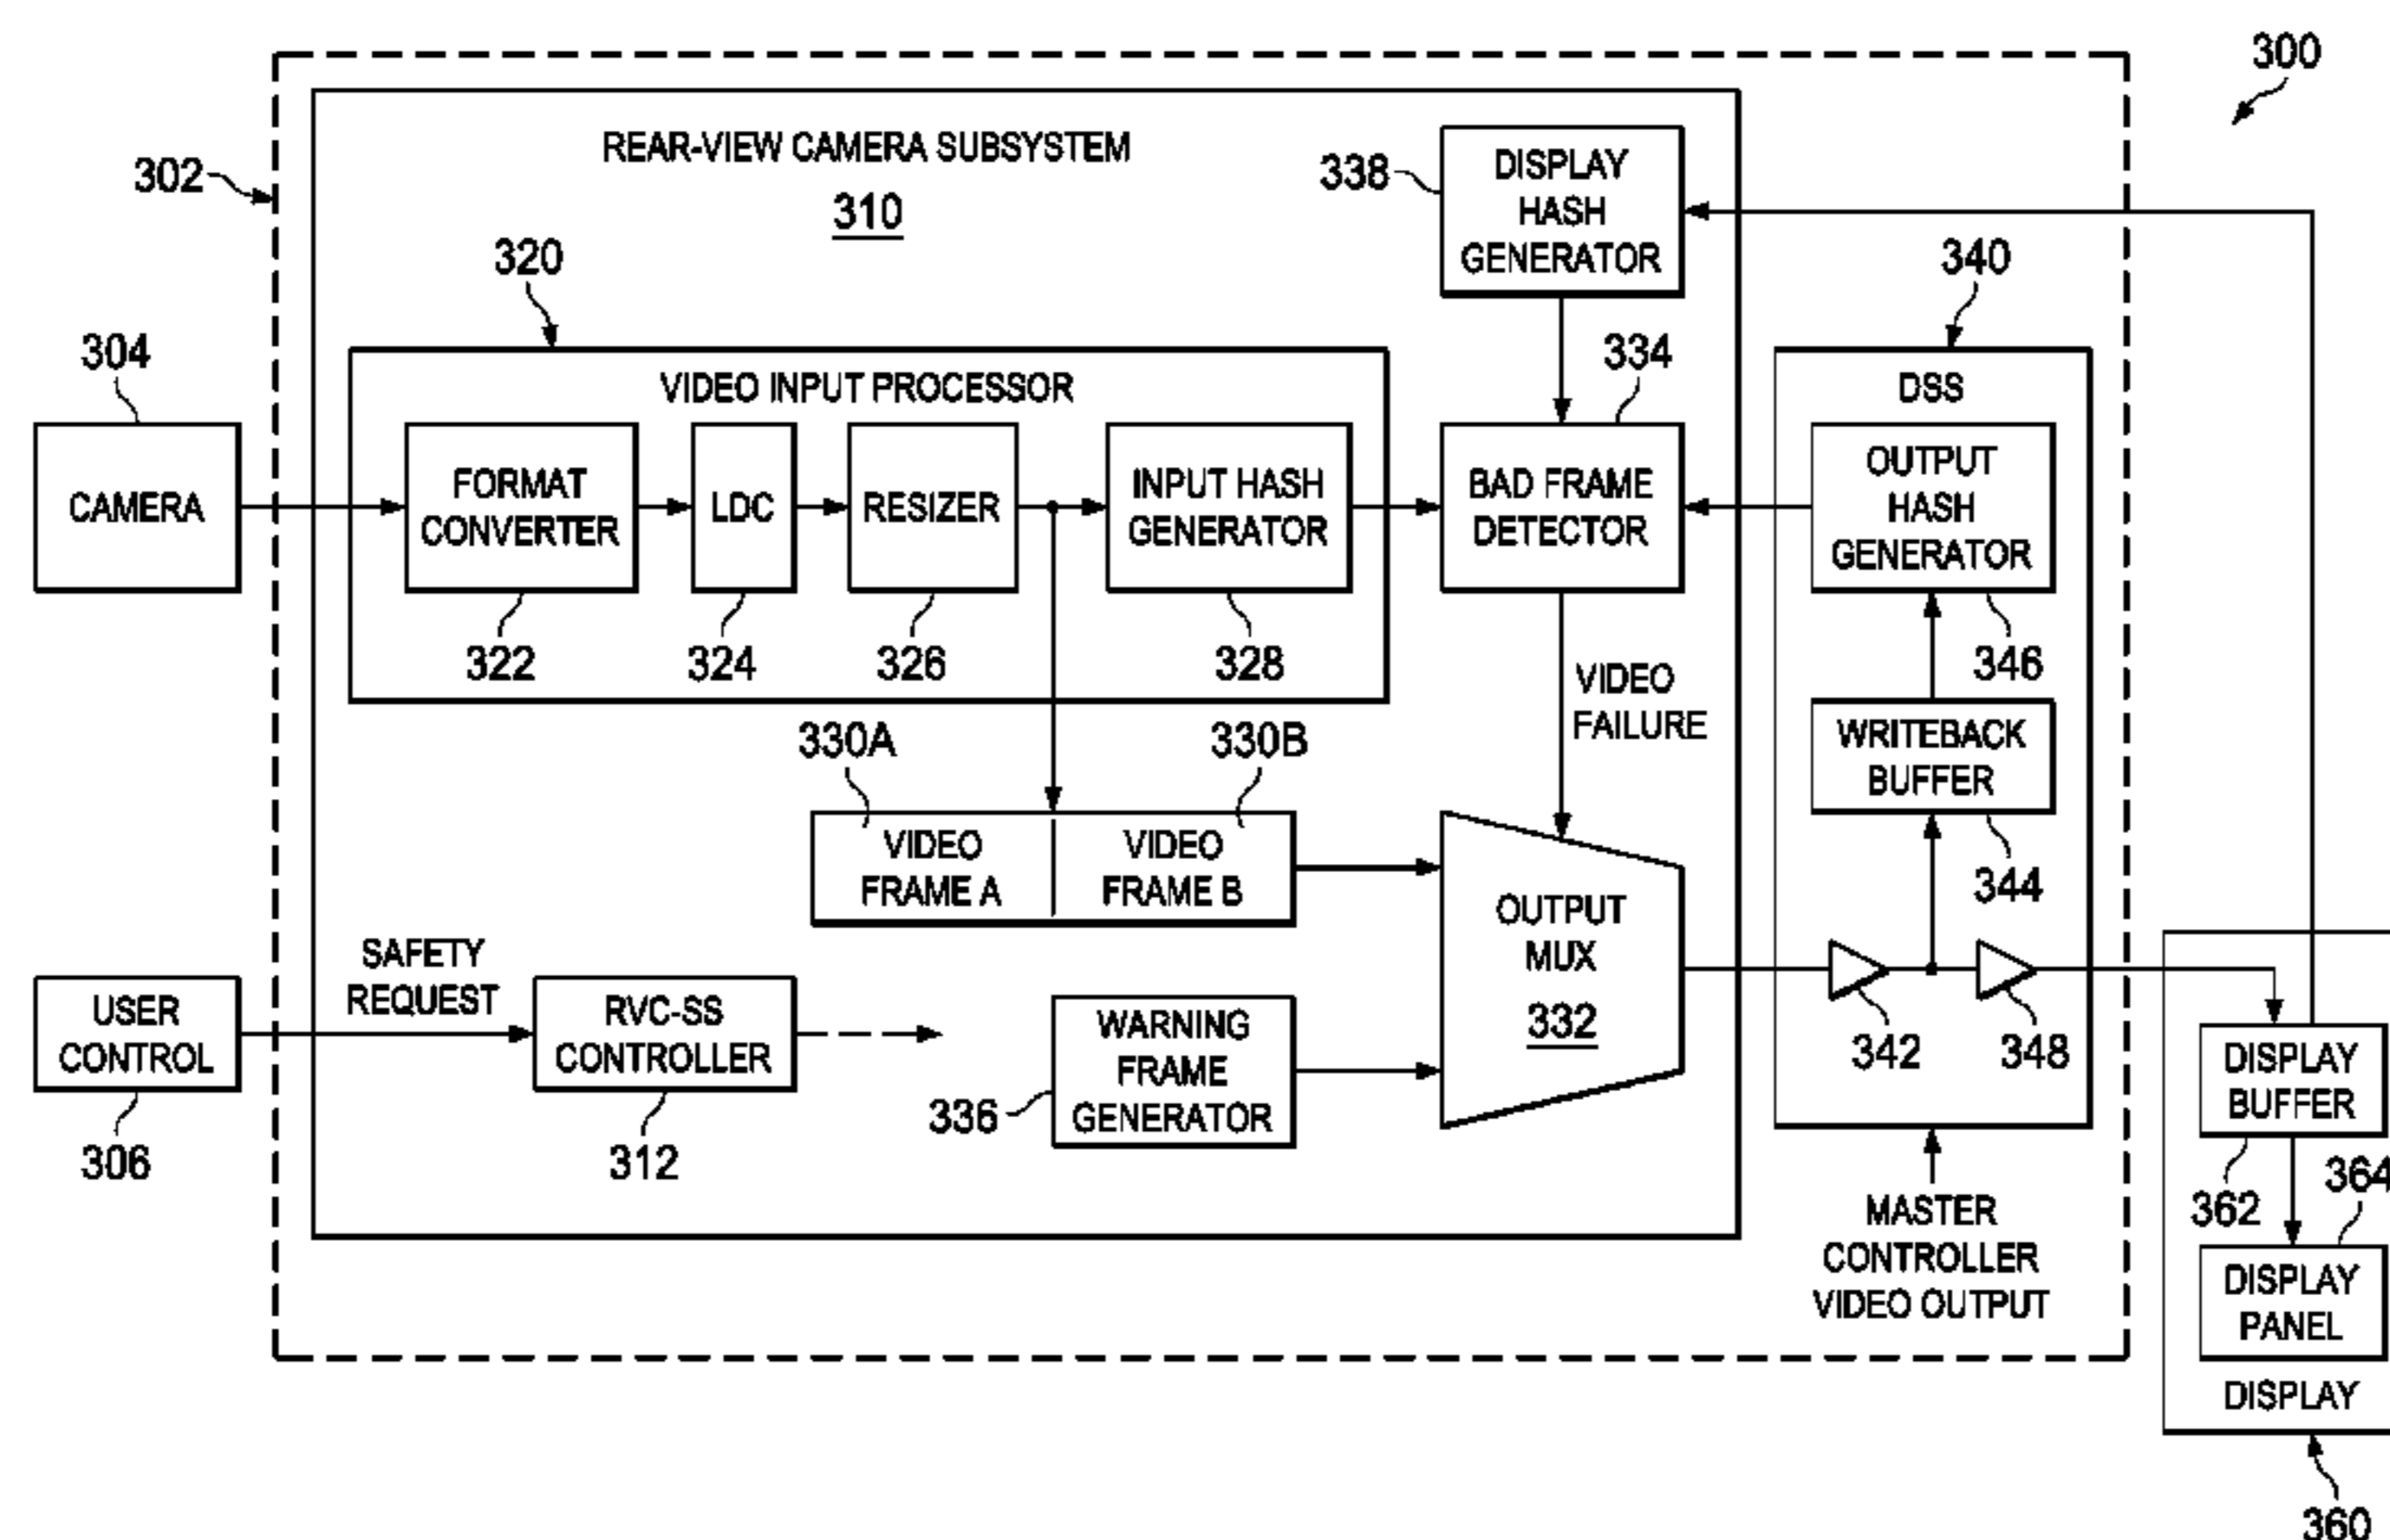 300
REAR-VIEW CAMERA SUBSYSTEM
310
302
338
DISPLAY
HASH
GENERATOR
320
340
304
334
VIDEO INPUT PROCESSOR
DSS
CAMERA
FORMAT
CONVERTER
LDC
RESIZER
INPUT HASH
GENERATOR
BAD FRAME
DETECTOR
OUTPUT
HASH
GENERATOR
322
324
326
328
346
VIDEO
FAILURE
330A
330B
WRITEBACK
BUFFER
VIDEO
FRAME A
VIDEO
FRAME B
344
OUTPUT
MUX
332
SAFETY
REQUEST
USER
CONTROL
RVC-SS
CONTROLLER
WARNING
FRAME
GENERATOR
342
348
DISPLAY
BUFFER
306
312
336
362
364
MASTER
CONTROLLER
VIDEO OUTPUT
DISPLAY
PANEL
DISPLAY
360